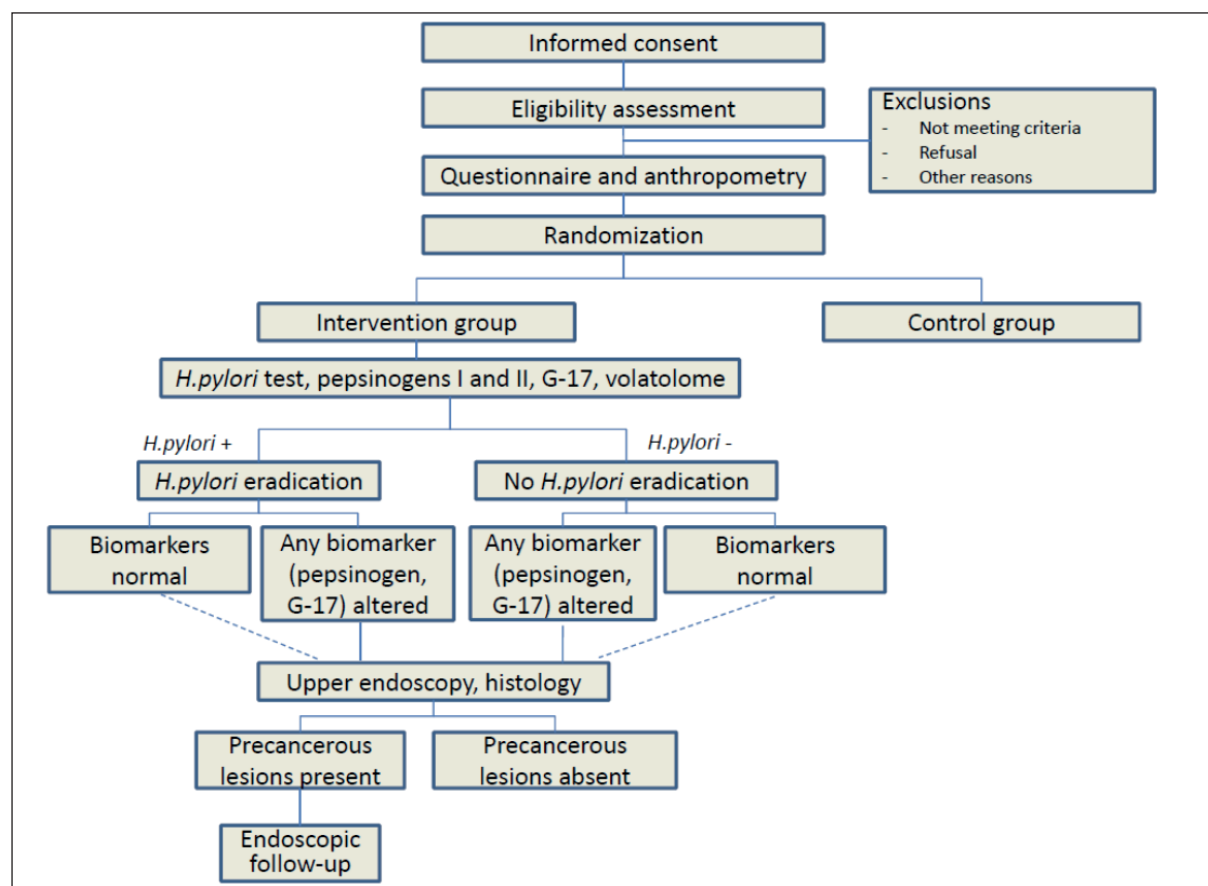 Informed consent
Eligibility assessment
Exclusions
- Not meeting criteria
- Refusal
- Other reasons
Questionnaire and anthropometry
Randomization
Intervention group
Control group
H.pylori test, pepsinogens I and II, G-17, volatolome
H.pylori +
H.pylori -
H.pylori eradication
No H.pylori eradication
Biomarkers
normal
Any biomarker
(pepsinogen,
G-17) altered
Any biomarker
(pepsinogen,
G-17) altered
Biomarkers
normal
Upper endoscopy, histology
Precancerous
lesions present
Precancerous
lesions absent
Endoscopic
follow-up